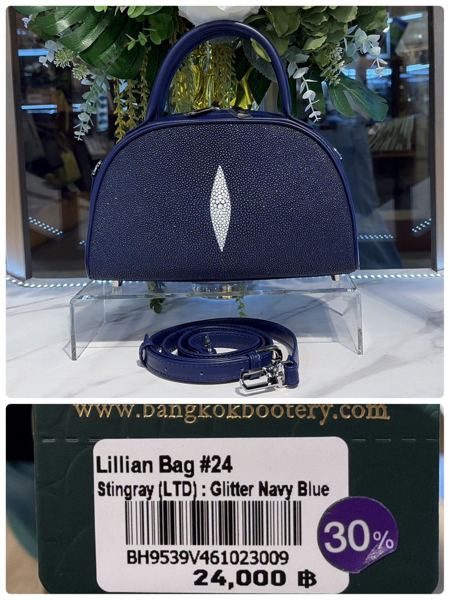 www.bangkokbootery.com
Lillian Bag #24
Stingray (LTD) : Glitter Navy Blue
30%
BH9539V461023009
24,000 ฿